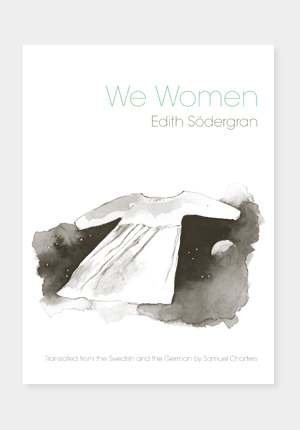 We Women
Edith Södergran
Translated from the Swedish and the German by Samuel Charters